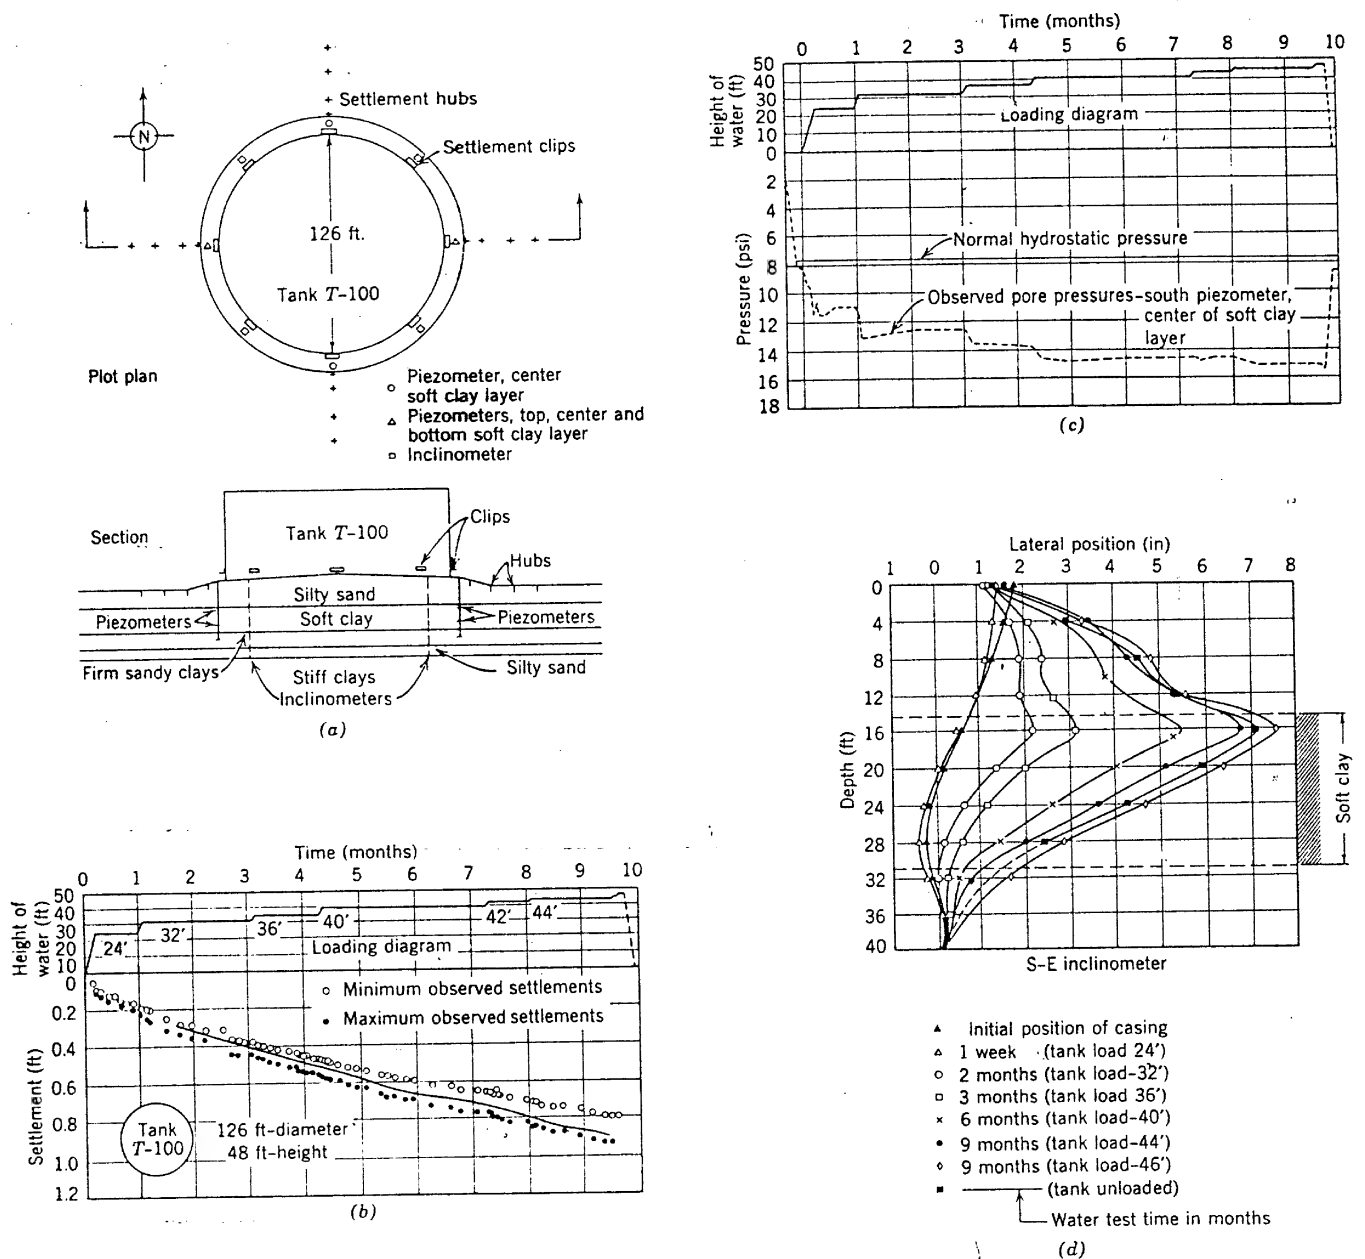 N
Settlement hubs
Settlement clips
126 ft.
Tank T-100
Plot plan
Piezometer, center
soft clay layer
Piezometers, top, center and
bottom soft clay layer
Inclinometer
Section
Tank T-100
Clips
Hubs
Silty sand
Piezometers
Soft clay
Piezometers
Firm sandy clays
Stiff clays
Silty sand
Inclinometers
(a)
Time (months)
0 1 2 3 4 5 6 7 8 9 10
Height of
water (ft)
50
40
30
20
10
24'
32'
36'
40'
42'
44'
Loading diagram
Settlement (ft)
0
0.2
0.4
0.6
0.8
1.0
1.2
Minimum observed settlements
Maximum observed settlements
Tank
T-100
126 ft-diameter
48 ft-height
(b)
Time (months)
0 1 2 3 4 5 6 7 8 9 10
Height of
water (ft)
50
40
30
20
10
0
Loading diagram
Pressure (psi)
2
4
6
8
10
12
14
16
18
Normal hydrostatic pressure
Observed pore pressures-south piezometer,
center of soft clay
layer
(c)
Lateral position (in)
1 0 1 2 3 4 5 6 7 8
Depth (ft)
0
4
8
12
16
20
24
28
32
36
40
Soft clay
S-E inclinometer
Initial position of casing
1 week (tank load 24')
2 months (tank load-32')
3 months (tank load 36')
6 months (tank load-40')
9 months (tank load-44')
9 months (tank load-46')
(tank unloaded)
Water test time in months
(d)